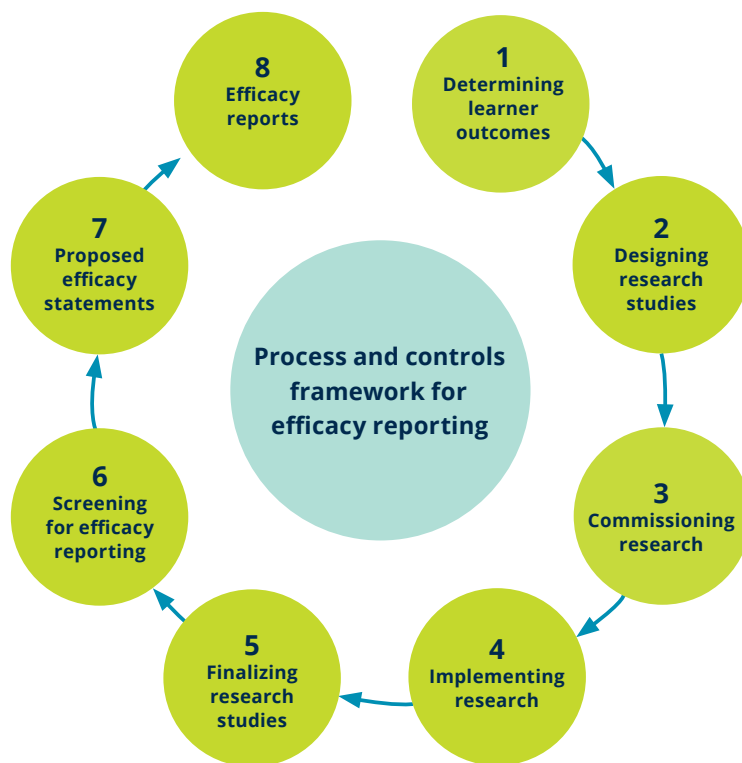 Process and controls
framework for
efficacy reporting
1
Determining
learner
outcomes
2
Designing
research
studies
3
Commissioning
research
4
Implementing
research
5
Finalizing
research
studies
6
Screening
for efficacy
reporting
7
Proposed
efficacy
statements
8
Efficacy
reports